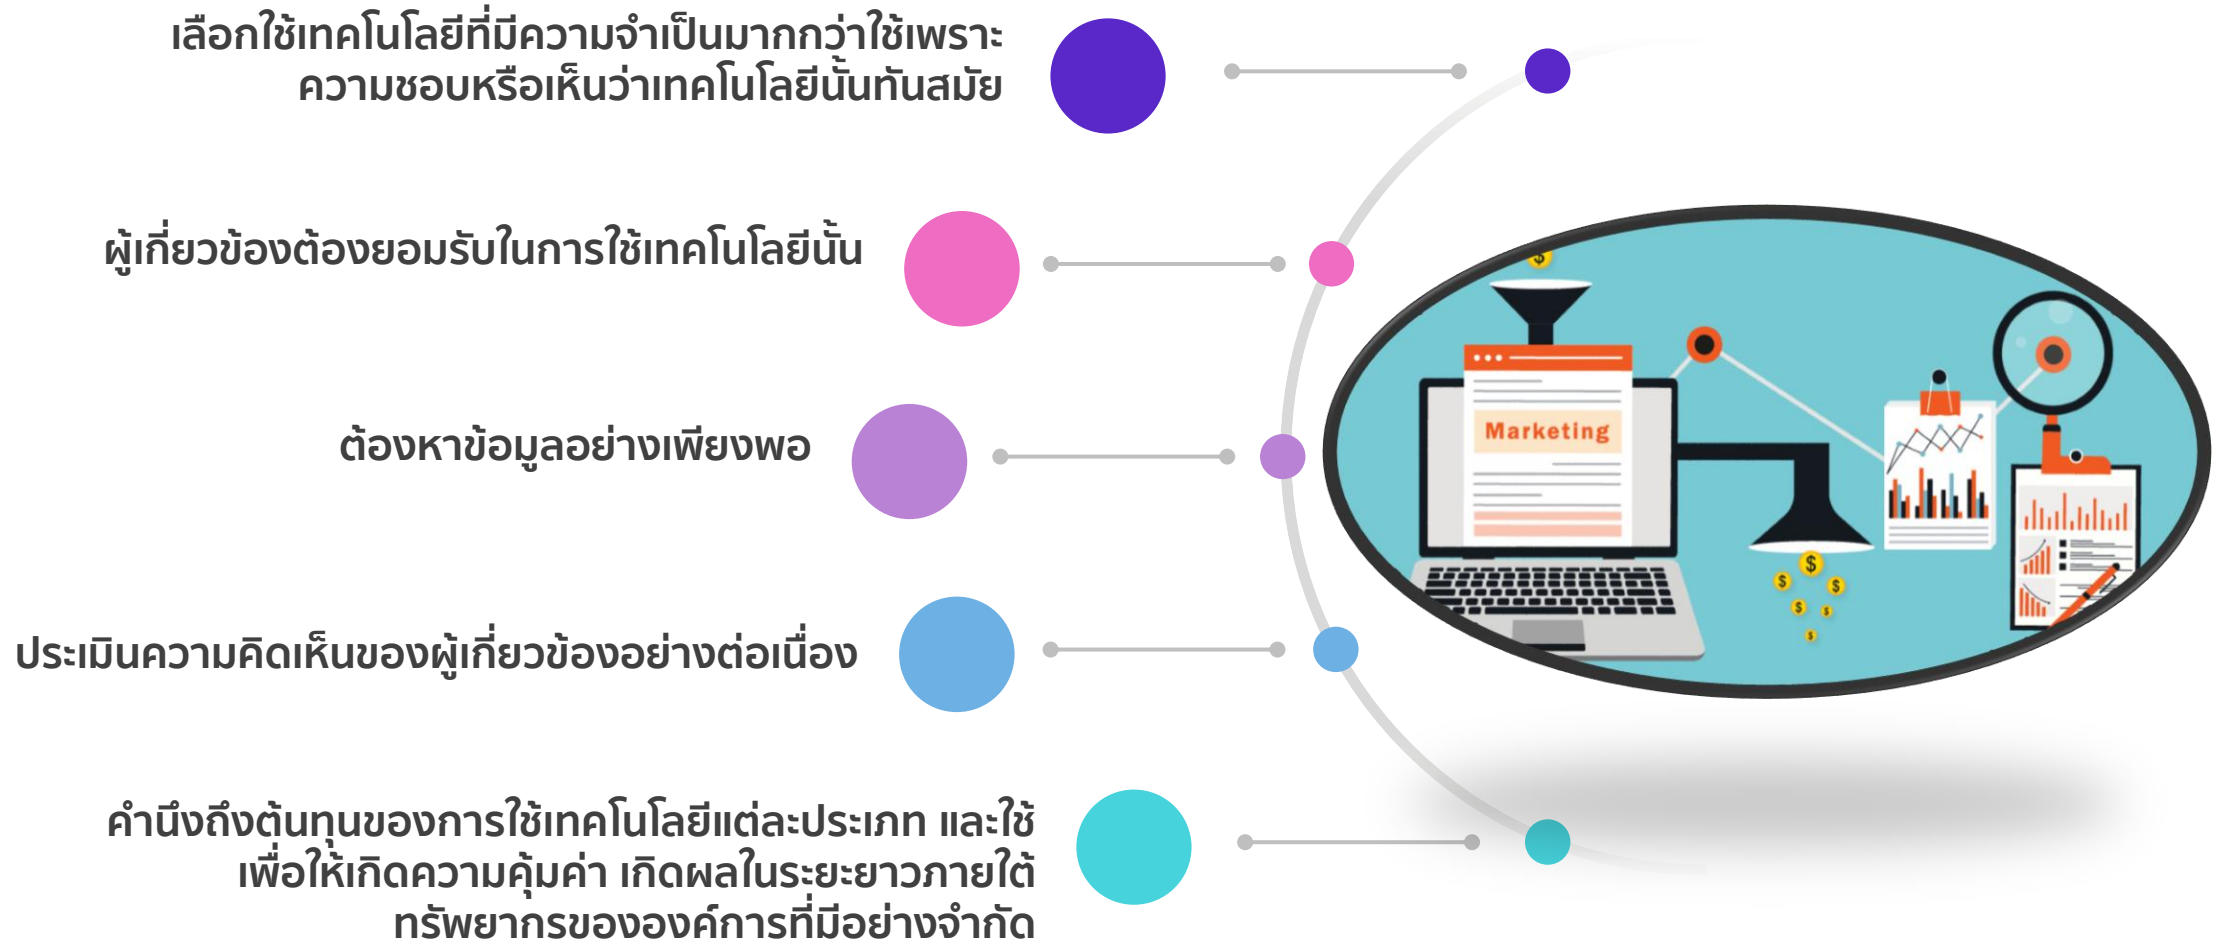 เลือกใช้เทคโนโลยีที่มีความจำเป็นมากกว่าใช้เพราะ
ความชอบหรือเห็นว่าเทคโนโลยีนั้นทันสมัย
ผู้เกี่ยวข้องต้องยอมรับในการใช้เทคโนโลยีนั้น
ต้องหาข้อมูลอย่างเพียงพอ
ประเมินความคิดเห็นของผู้เกี่ยวข้องอย่างต่อเนื่อง
คำนึงถึงต้นทุนของการใช้เทคโนโลยีแต่ละประเภท และใช้
เพื่อให้เกิดความคุ้มค่า เกิดผลในระยะยาวภายใต้
ทรัพยากรขององค์การที่มีอย่างจำกัด
$
Marketing
$
$
$
$
$
$